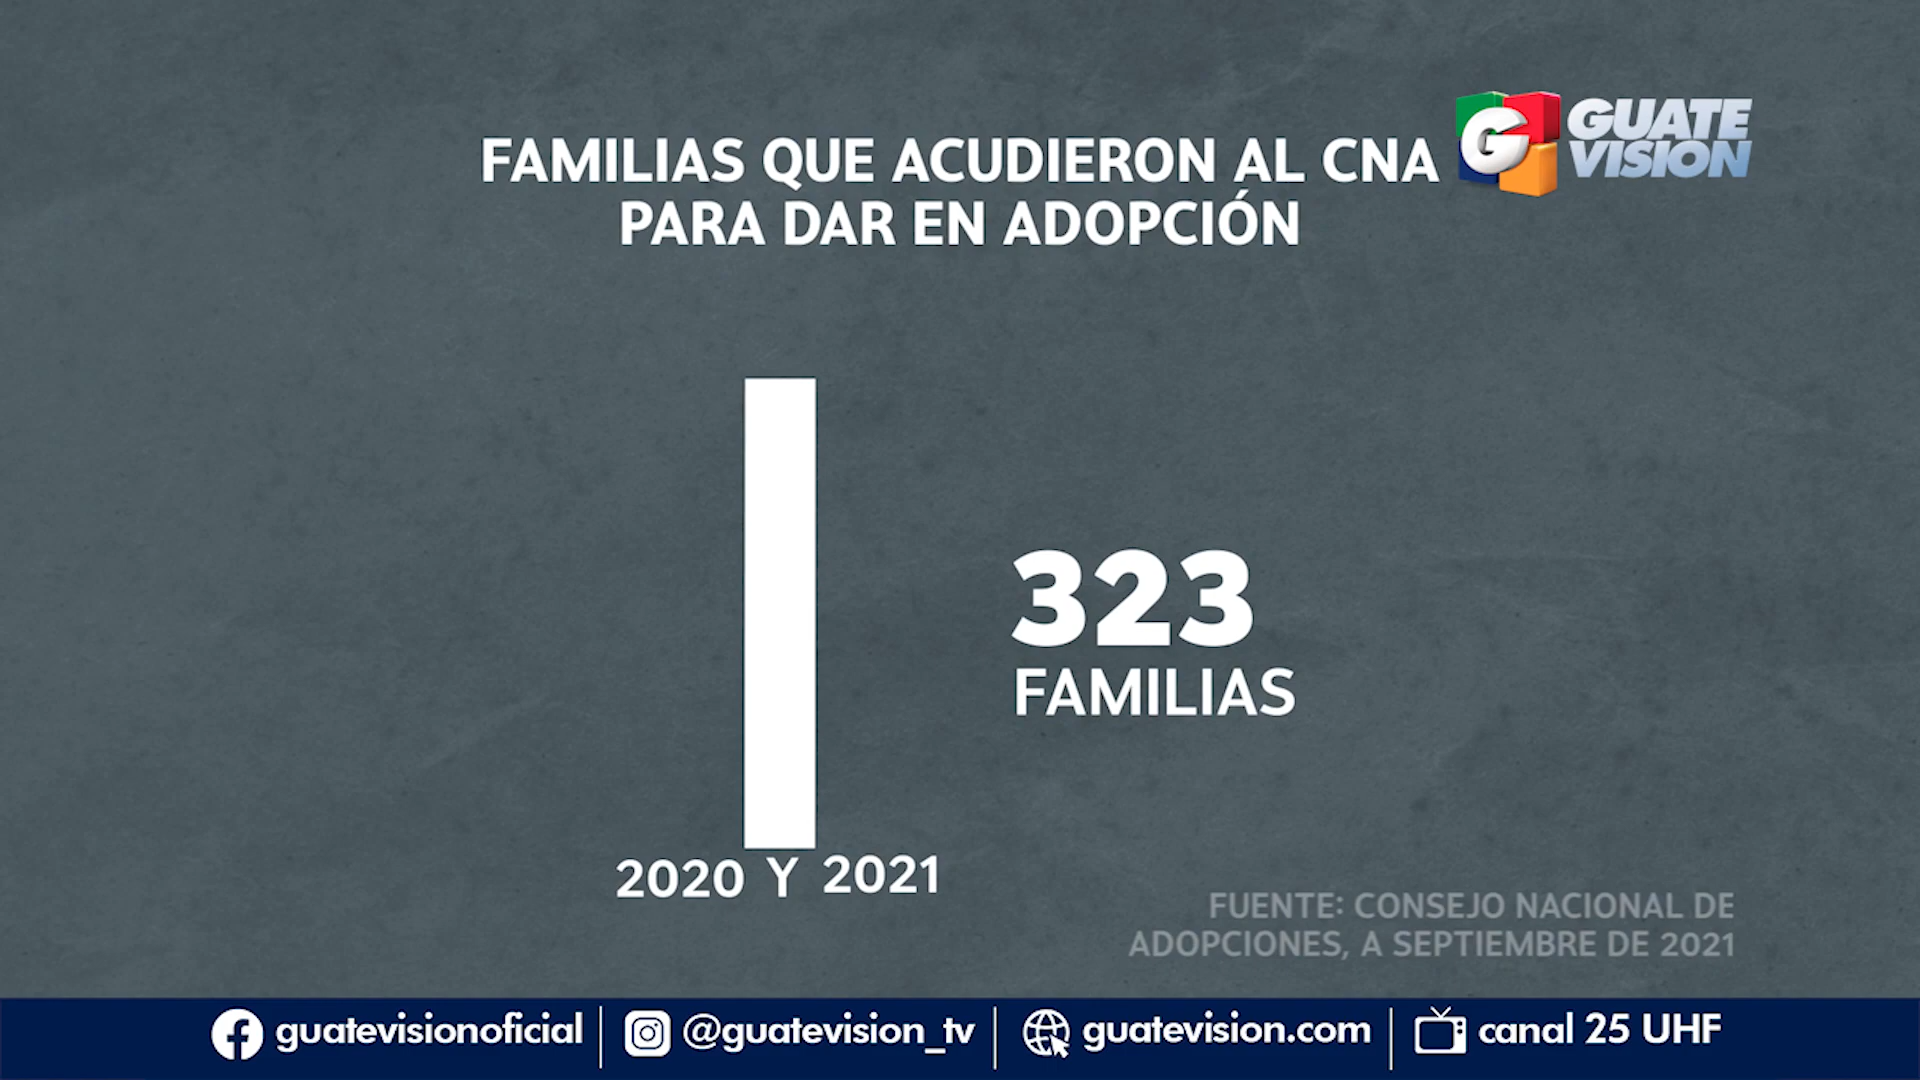 FAMILIAS QUE ACUDIERON AL CNA
PARA DAR EN ADOPCIÓN
G GUATE
VISION
323
FAMILIAS
2020 Y 2021
FUENTE: CONSEJO NACIONAL DE
ADOPCIONES, A SEPTIEMBRE DE 2021
guatevisionoficial
@guatevision_tv
guatevision.com
canal 25 UHF